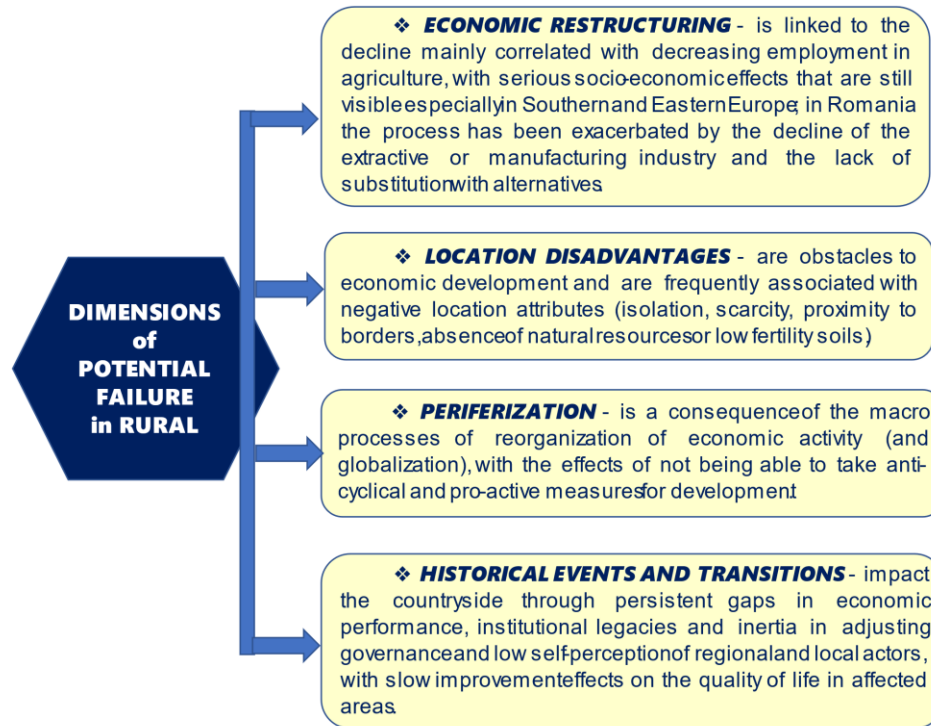 DIMENSIONS
of
POTENTIAL
FAILURE
in RURAL
❖ ECONOMIC RESTRUCTURING - is linked to the
decline mainly correlated with decreasing employment in
agriculture, with serious socio-economic effects that are still
visible especially in Southern and Eastern Europe; in Romania
the process has been exacerbated by the decline of the
extractive or manufacturing industry and the lack of
substitution with alternatives.
❖ LOCATION DISADVANTAGES - are obstacles to
economic development and are frequently associated with
negative location attributes (isolation, scarcity, proximity to
borders, absence of natural resources or low fertility soils.)
❖ PERIFERIZATION - is a consequence of the macro
processes of reorganization of economic activity (and
globalization), with the effects of not being able to take anti-
cyclical and pro-active measures for development.
❖ HISTORICAL EVENTS AND TRANSITIONS - impact
the countryside through persistent gaps in economic
performance, institutional legacies and inertia in adjusting
governance and low self-perception of regional and local actors,
with slow improvement effects on the quality of life in affected
areas.